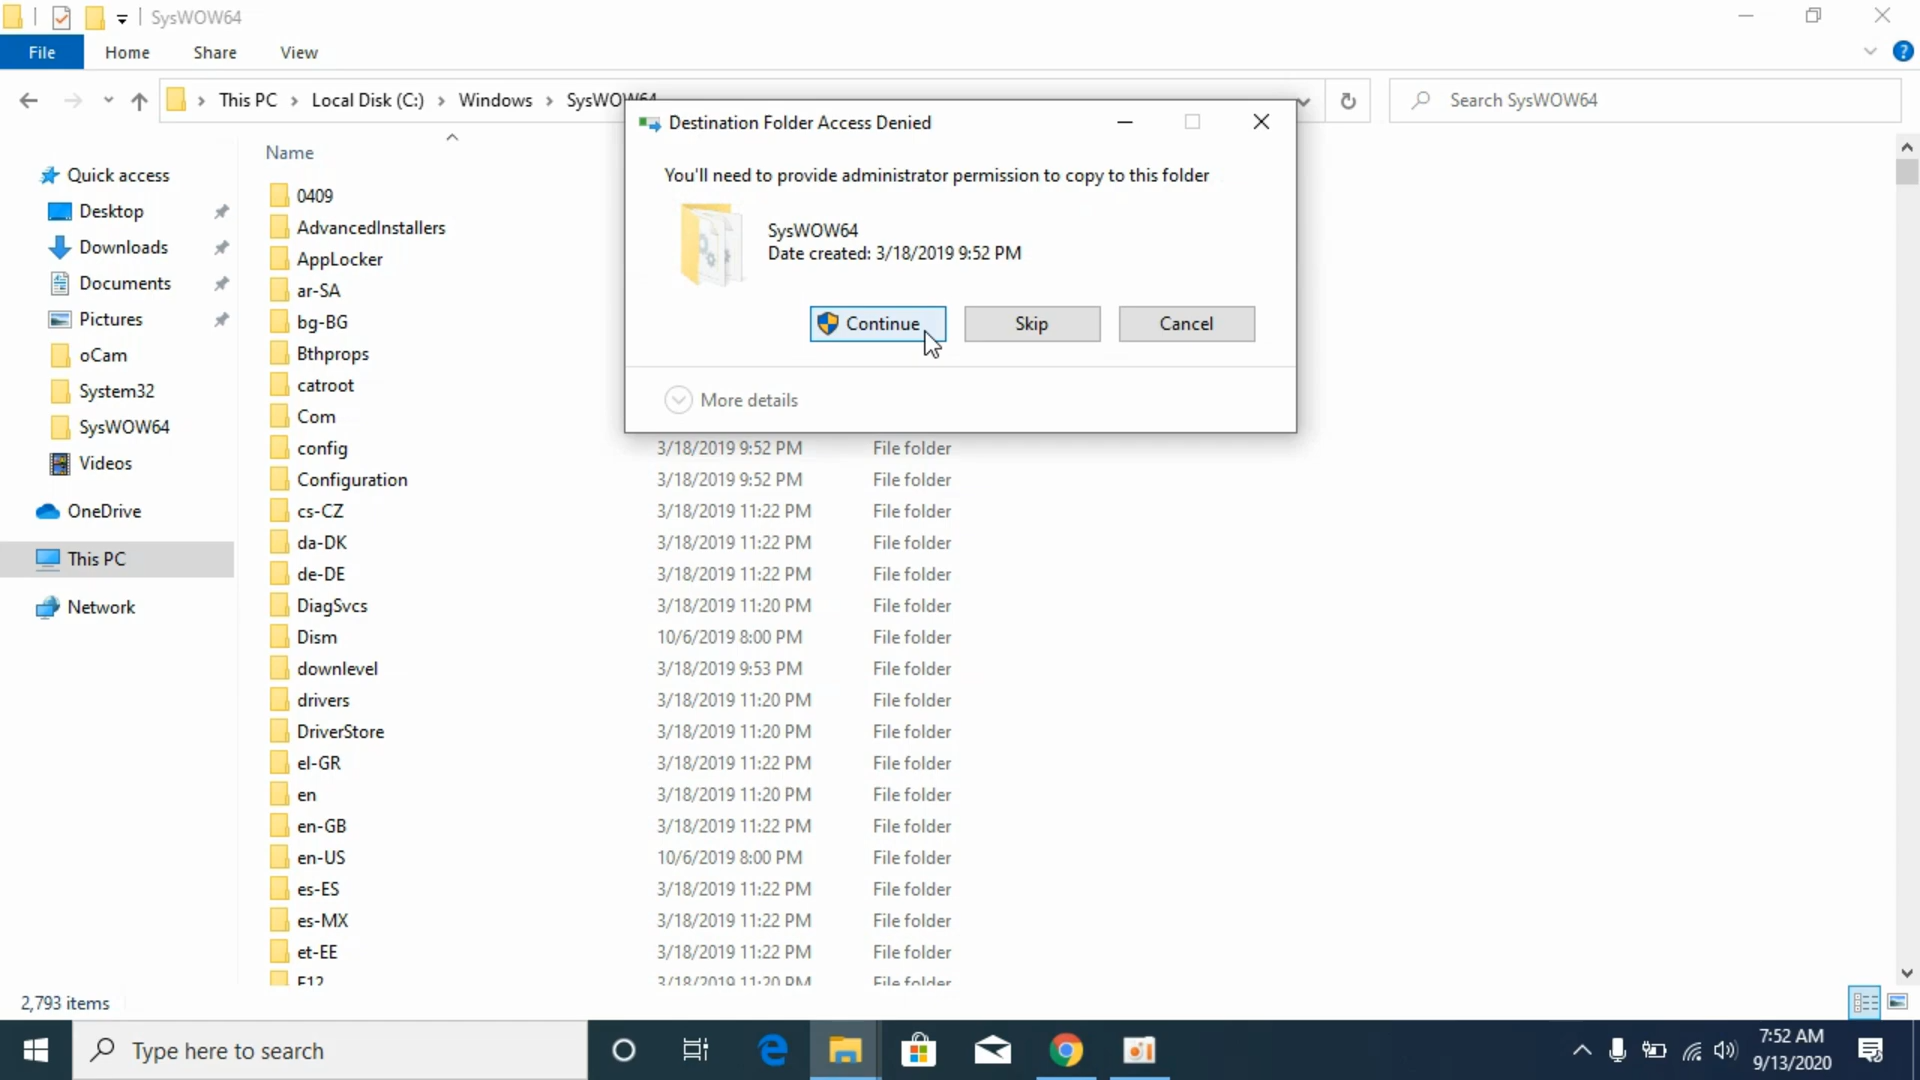 SysWOW64
File
Home
Share
View
This PC
Local Disk (C:)
Windows
SysWOW64
Search SysWOW64
Destination Folder Access Denied
You'll need to provide administrator permission to copy to this folder
SysWOW64
Date created: 3/18/2019 9:52 PM
Continue
Skip
Cancel
More details
Quick access
Desktop
Downloads
Documents
Pictures
oCam
System32
SysWOW64
Videos
OneDrive
This PC
Network
Name
0409
AdvancedInstallers
AppLocker
ar-SA
bg-BG
Bthprops
catroot
Com
config 3/18/2019 9:52 PM File folder
Configuration 3/18/2019 9:52 PM File folder
cs-CZ 3/18/2019 11:22 PM File folder
da-DK 3/18/2019 11:22 PM File folder
de-DE 3/18/2019 11:22 PM File folder
DiagSvcs 3/18/2019 11:20 PM File folder
Dism 10/6/2019 8:00 PM File folder
downlevel 3/18/2019 9:53 PM File folder
drivers 3/18/2019 11:20 PM File folder
DriverStore 3/18/2019 11:20 PM File folder
el-GR 3/18/2019 11:22 PM File folder
en 3/18/2019 11:20 PM File folder
en-GB 3/18/2019 11:22 PM File folder
en-US 10/6/2019 8:00 PM File folder
es-ES 3/18/2019 11:22 PM File folder
es-MX 3/18/2019 11:22 PM File folder
et-EE 3/18/2019 11:22 PM File folder
F12 3/18/2019 11:20 PM File folder
2,793 items
Type here to search
7:52 AM
9/13/2020